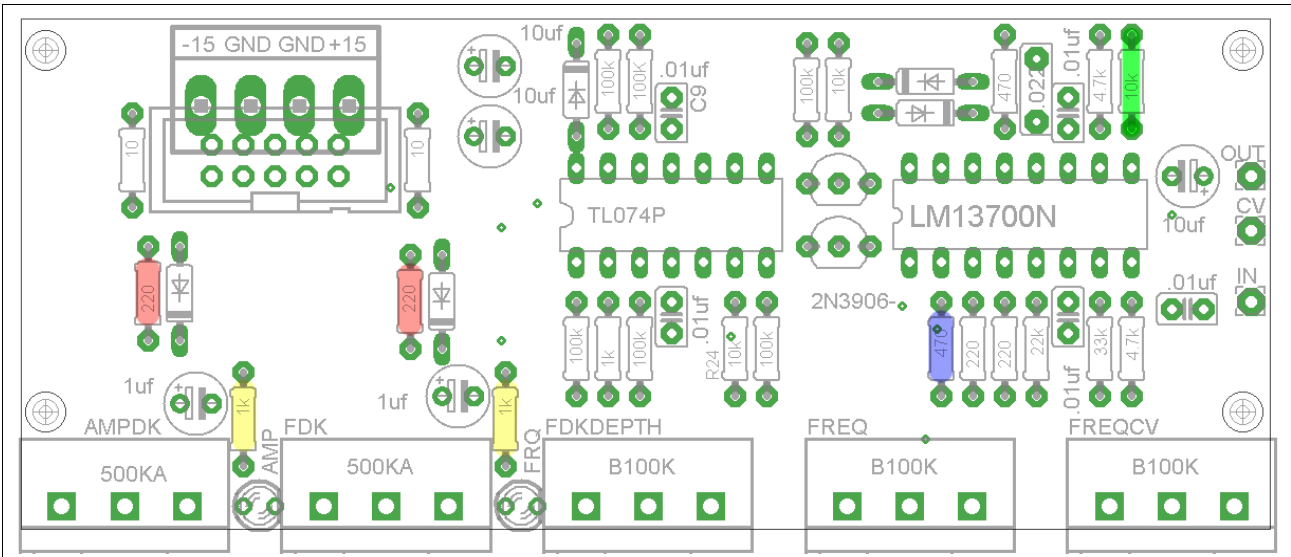 -15 GND GND +15
10uf
10uf
10
10
100k
100K
.01uf
C9
100k
10k
470
.022
.01uf
4.7k
10k
TL074P
LM13700N
OUT
CV
10uf
IN
.01uf
220
220
2N3906-
100k
1k
100k
.01uf
R24
10k
100k
470
220
220
22k
.01uf
33k
4.7k
1uf
1k
1uf
1k
AMPDK
AMP
FDK
FRQ
FDKDEPTH
FREQ
FREQCV
500KA
500KA
B100K
B100K
B100K
+
+
+
+
+